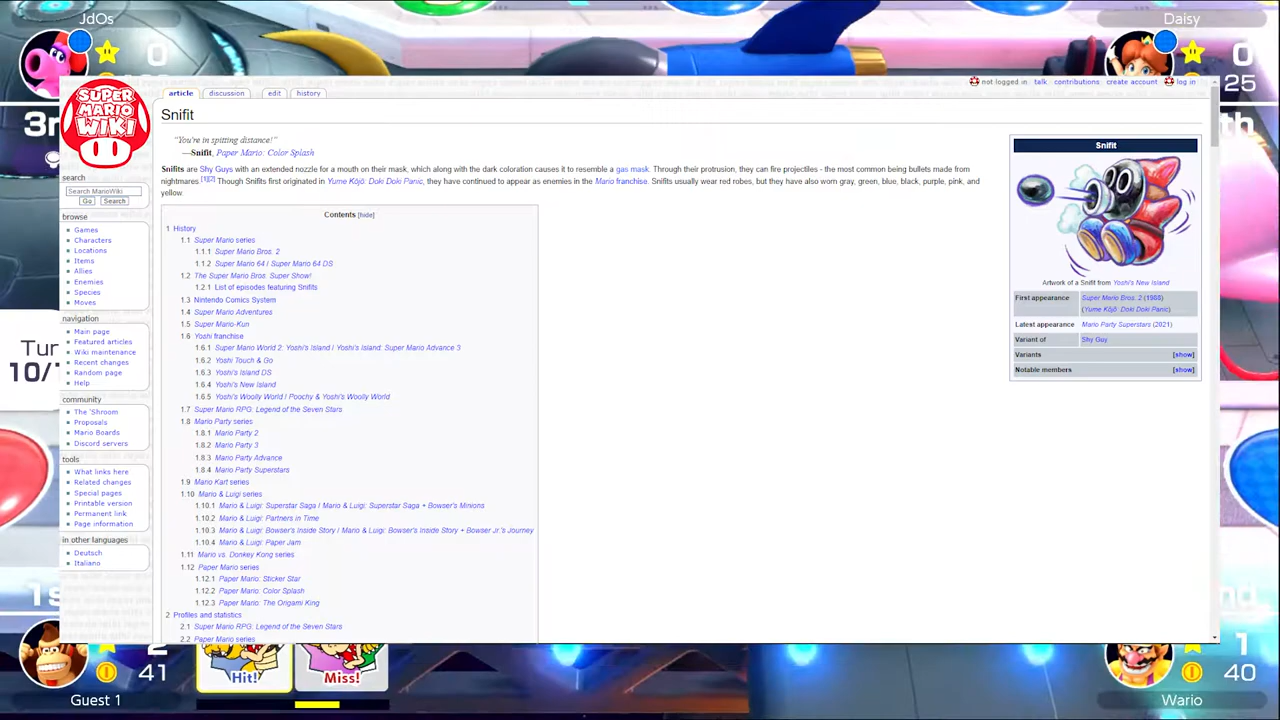 JdOs
Daisy
0
0
25
3r
th
not logged in talk contributions create account log in
SUPER
MARIO
WIKI
article discussion edit history
Snifit
"You're in spitting distance!"
—Snifit, Paper Mario: Color Splash
Snifits are Shy Guys with an extended nozzle for a mouth on their mask, which along with the dark coloration causes it to resemble a gas mask. Through their protrusion, they can fire projectiles - the most common being bullets made from
nightmares.[1][2] Though Snifits first originated in Yume Kōjō: Doki Doki Panic, they have continued to appear as enemies in the Mario franchise. Snifits usually wear red robes, but they have also worn gray, green, blue, black, purple, pink, and
yellow.
search
Search MarioWiki
Go Search
browse
Games
Characters
Locations
Items
Allies
Enemies
Species
Moves
navigation
Main page
Featured articles
Wiki maintenance
Recent changes
Random page
Help
community
The 'Shroom
Proposals
Mario Boards
Discord servers
tools
What links here
Related changes
Special pages
Printable version
Permanent link
Page information
in other languages
Deutsch
Italiano
Contents [hide]
1 History
1.1 Super Mario series
1.1.1 Super Mario Bros. 2
1.1.2 Super Mario 64 / Super Mario 64 DS
1.2 The Super Mario Bros. Super Show!
1.2.1 List of episodes featuring Snifits
1.3 Nintendo Comics System
1.4 Super Mario Adventures
1.5 Super Mario-Kun
1.6 Yoshi franchise
1.6.1 Super Mario World 2: Yoshi's Island / Yoshi's Island: Super Mario Advance 3
1.6.2 Yoshi Touch & Go
1.6.3 Yoshi's Island DS
1.6.4 Yoshi's New Island
1.6.5 Yoshi's Woolly World / Poochy & Yoshi's Woolly World
1.7 Super Mario RPG: Legend of the Seven Stars
1.8 Mario Party series
1.8.1 Mario Party 2
1.8.2 Mario Party 3
1.8.3 Mario Party Advance
1.8.4 Mario Party Superstars
1.9 Mario Kart series
1.10 Mario & Luigi series
1.10.1 Mario & Luigi: Superstar Saga / Mario & Luigi: Superstar Saga + Bowser's Minions
1.10.2 Mario & Luigi: Partners in Time
1.10.3 Mario & Luigi: Bowser's Inside Story / Mario & Luigi: Bowser's Inside Story + Bowser Jr.'s Journey
1.10.4 Mario & Luigi: Paper Jam
1.11 Mario vs. Donkey Kong series
1.12 Paper Mario series
1.12.1 Paper Mario: Sticker Star
1.12.2 Paper Mario: Color Splash
1.12.3 Paper Mario: The Origami King
2 Profiles and statistics
2.1 Super Mario RPG: Legend of the Seven Stars
2.2 Paper Mario series
Snifit
Artwork of a Snifit from Yoshi's New Island
First appearance Super Mario Bros. 2 (1988)
(Yume Kōjō: Doki Doki Panic)
Latest appearance Mario Party Superstars (2021)
Variant of Shy Guy
Variants [show]
Notable members [show]
Tur
10/
1s
2
41
Guest 1
Hit!
Miss!
1
40
Wario